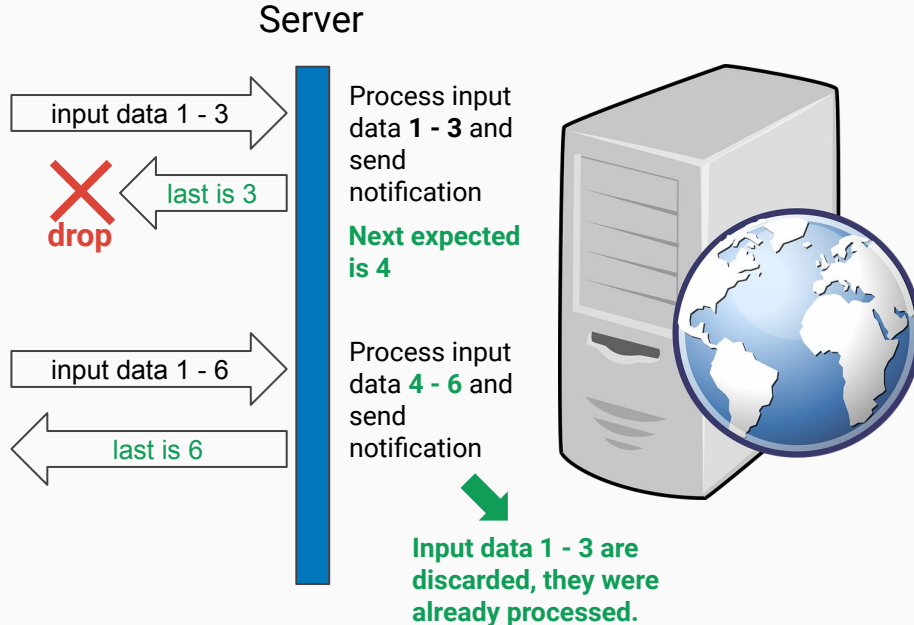 Server
input data 1 - 3
Process input
data 1 - 3 and
send
notification
last is 3
drop
Next expected
is 4
input data 1 - 6
Process input
data 4 - 6 and
send
notification
last is 6
Input data 1 - 3 are
discarded, they were
already processed.